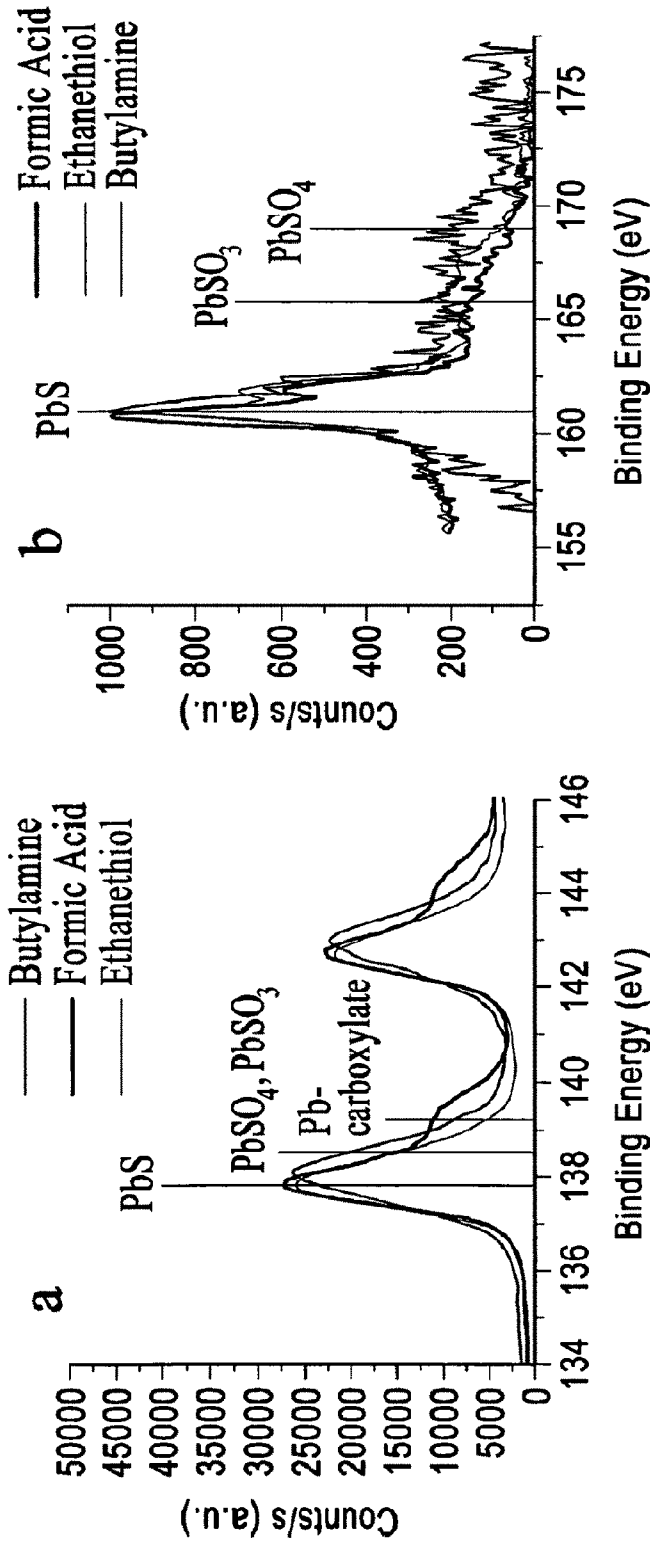 a
Butylamine
Formic Acid
Ethanethiol
PbS
PbSO4, PbSO3
Pb-
carboxylate
Counts/s (a.u.)
50000
45000
40000
35000
30000
25000
20000
15000
10000
5000
0
134 136 138 140 142 144 146
Binding Energy (eV)
b
Formic Acid
Ethanethiol
Butylamine
PbS
PbSO3
PbSO4
Counts/s (a.u.)
1000
800
600
400
200
0
155 160 165 170 175
Binding Energy (eV)